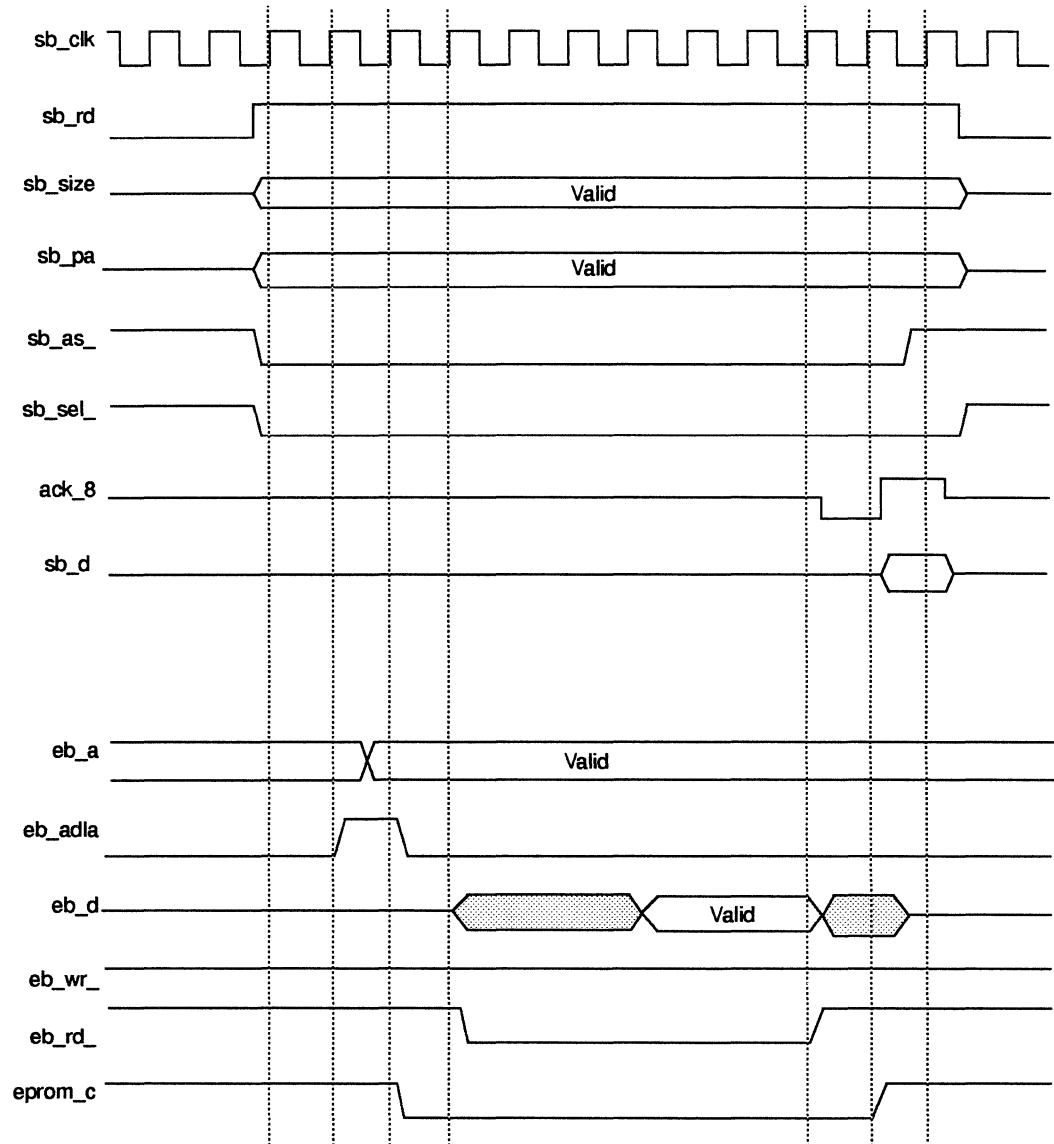 sb_clk
sb_rd
sb_size
Valid
sb_pa
Valid
sb_as_
sb_sel_
ack_8
sb_d
eb_a
Valid
eb_adla
eb_d
Valid
eb_wr_
eb_rd_
eprom_c